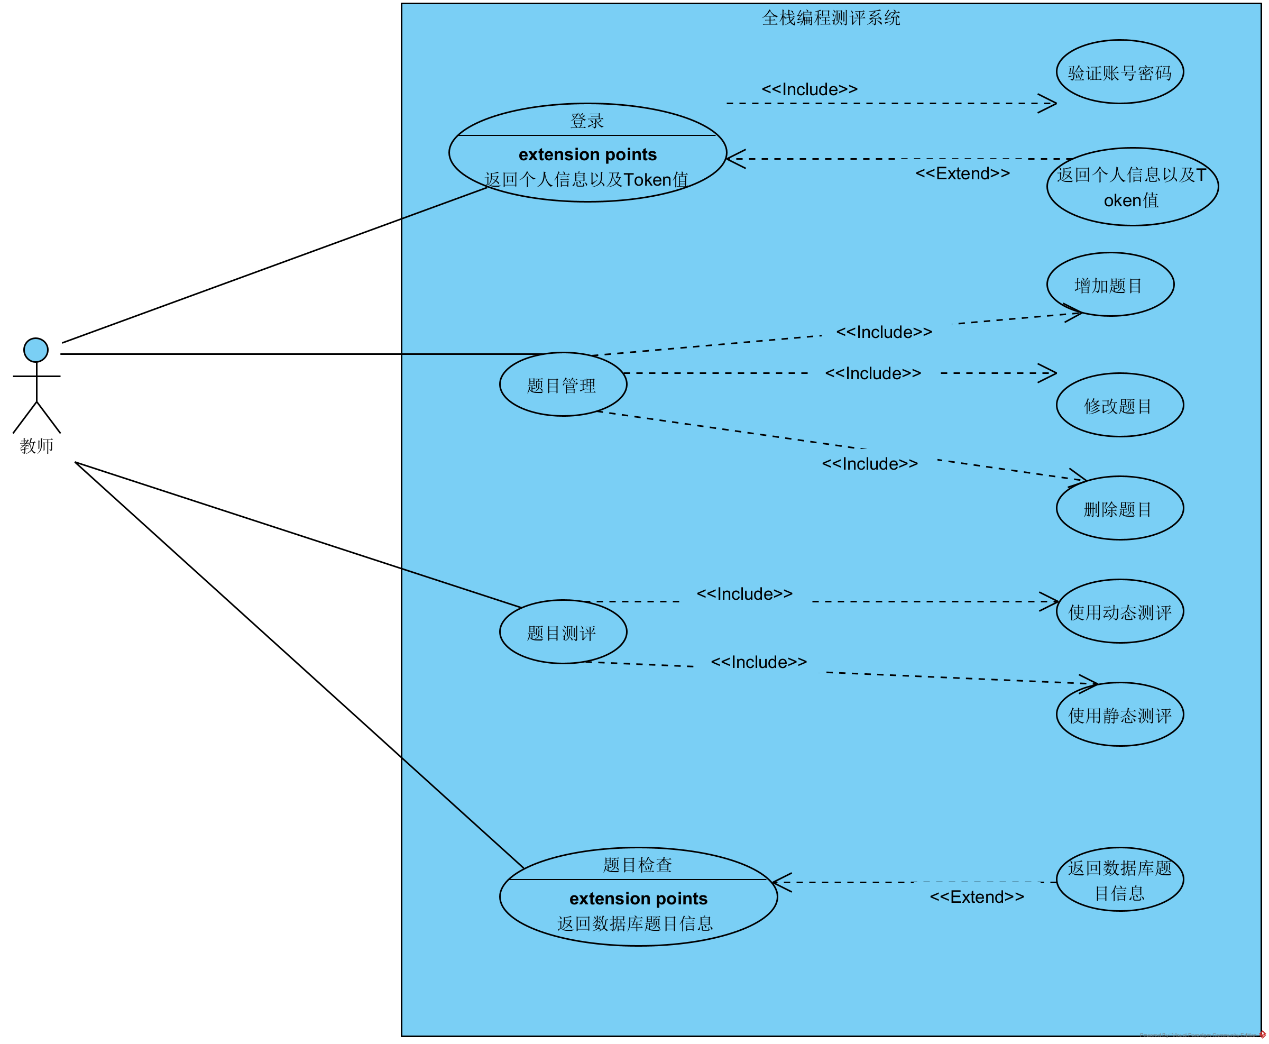 全栈编程测评系统
验证账号密码
<<Include>>
登录
extension points
返回个人信息以及Token值
<<Extend>>
返回个人信息以及T
oken值
增加题目
<<Include>>
题目管理
<<Include>>
修改题目
教师
<<Include>>
删除题目
<<Include>>
使用动态测评
题目测评
<<Include>>
使用静态测评
题目检查
extension points
返回数据库题目信息
<<Extend>>
返回数据库题
目信息